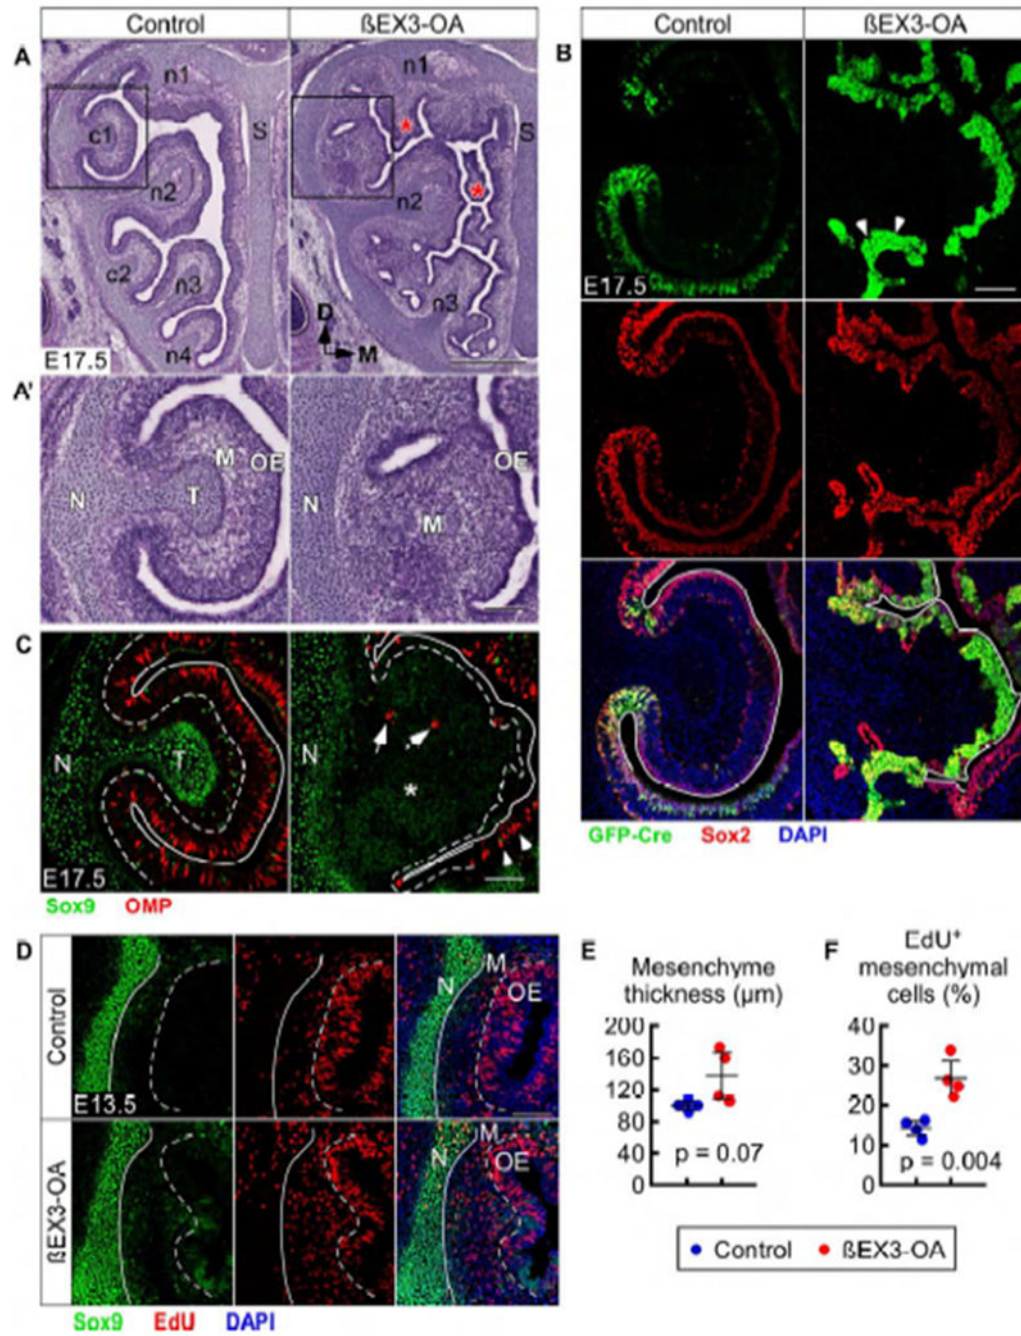 Control ßEX3-OA
A
n1
c1
n2
c2
n3
n4
S
E17.5
n1
*
S
*
n2
n3
D
M
A'
N
M
OE
T
N
OE
M
C
N
T
E17.5
N
*
Sox9 OMP
Control ßEX3-OA
B
E17.5
GFP-Cre Sox2 DAPI
D
Control
E13.5
N
M
OE
ßEX3-OA
N
M
OE
Sox9 EdU DAPI
E
Mesenchyme
thickness (µm)
200
160
120
80
40
0
p = 0.07
F
EdU⁺
mesenchymal
cells (%)
40
30
20
10
0
p = 0.004
Control ßEX3-OA